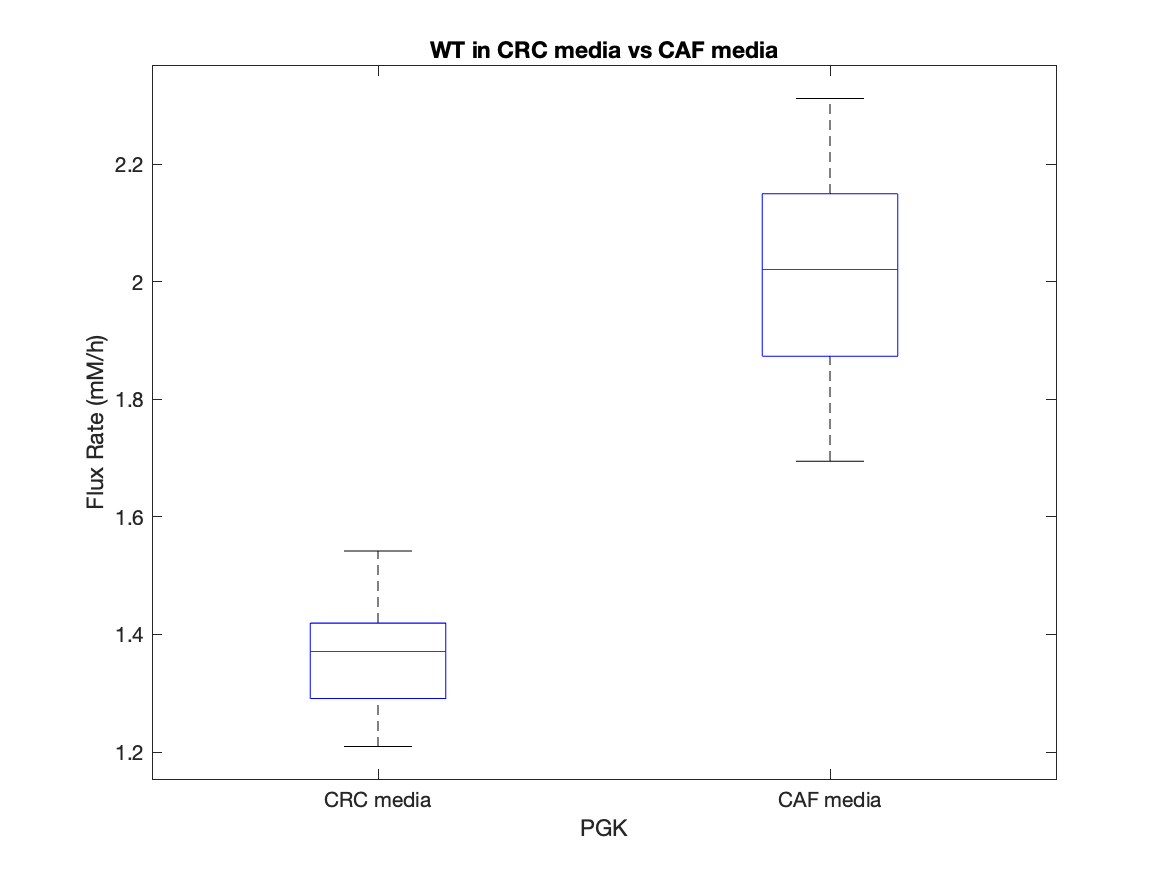 WT in CRC media vs CAF media
Flux Rate (mM/h)
2.2
2
1.8
1.6
1.4
1.2
CRC media
CAF media
PGK